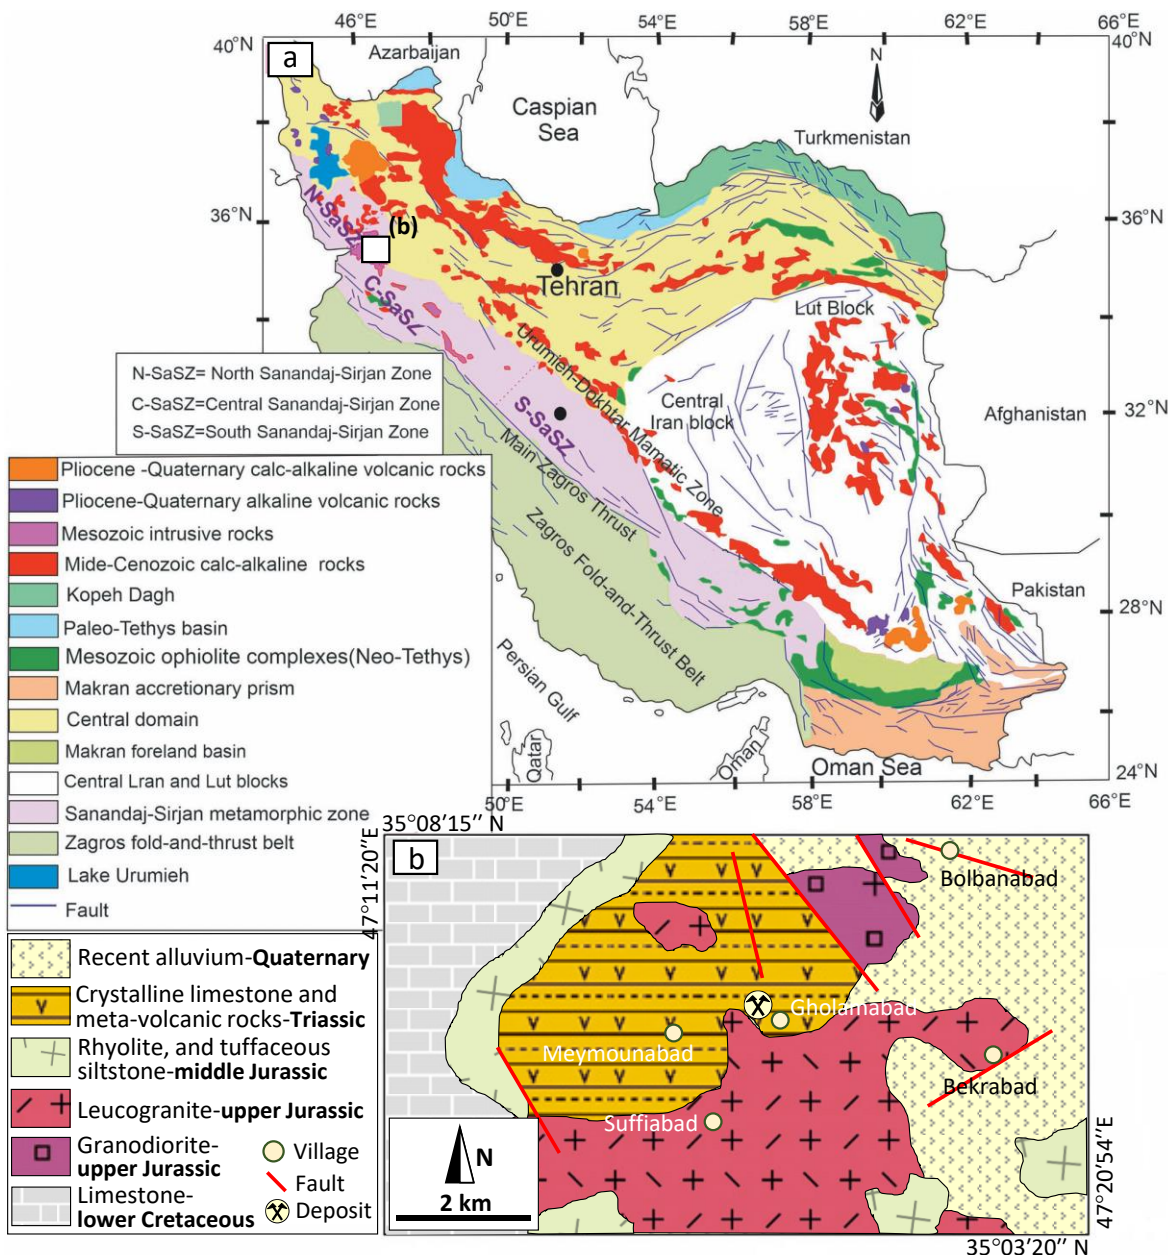 46°E
50°E
54°E
58°E
62°E
66°E
40°N
a
Azarbaijan
N
40°N
Caspian
Sea
Turkmenistan
36°N
N-SaSZ
(b)
36°N
Tehran
C-SaSZ
Lut Block
Urumieh-Dokhtar Mamatic Zone
N-SaSZ= North Sanandaj-Sirjan Zone
C-SaSZ=Central Sanandaj-Sirjan Zone
S-SaSZ=South Sanandaj-Sirjan Zone
S-SaSZ
Central
Iran block
Afghanistan
32°N
Main Zagros Thrust
Zagros Fold-and-Thrust Belt
Pakistan
28°N
Persian Gulf
Qatar
Oman
Oman Sea
24°N
50°E
54°E
58°E
62°E
66°E
Pliocene -Quaternary calc-alkaline volcanic rocks
Pliocene-Quaternary alkaline volcanic rocks
Mesozoic intrusive rocks
Mide-Cenozoic calc-alkaline rocks
Kopeh Dagh
Paleo-Tethys basin
Mesozoic ophiolite complexes(Neo-Tethys)
Makran accretionary prism
Central domain
Makran foreland basin
Central Lran and Lut blocks
Sanandaj-Sirjan metamorphic zone
Zagros fold-and-thrust belt
Lake Urumieh
Fault
35°08'15'' N
47°11'20''E
b
Bolbanabad
Gholamabad
Meymounabad
Bekrabad
Suffiabad
N
2 km
47°20'54''E
35°03'20'' N
Recent alluvium-Quaternary
Crystalline limestone and
meta-volcanic rocks-Triassic
Rhyolite, and tuffaceous
siltstone-middle Jurassic
Leucogranite-upper Jurassic
Granodiorite-
upper Jurassic
Limestone-
lower Cretaceous
Village
Fault
Deposit